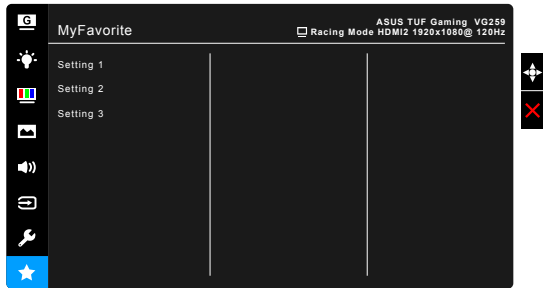 G
MyFavorite
ASUS TUF Gaming VG259
Racing Mode HDMI2 1920x1080@ 120Hz
Setting 1
Setting 2
Setting 3